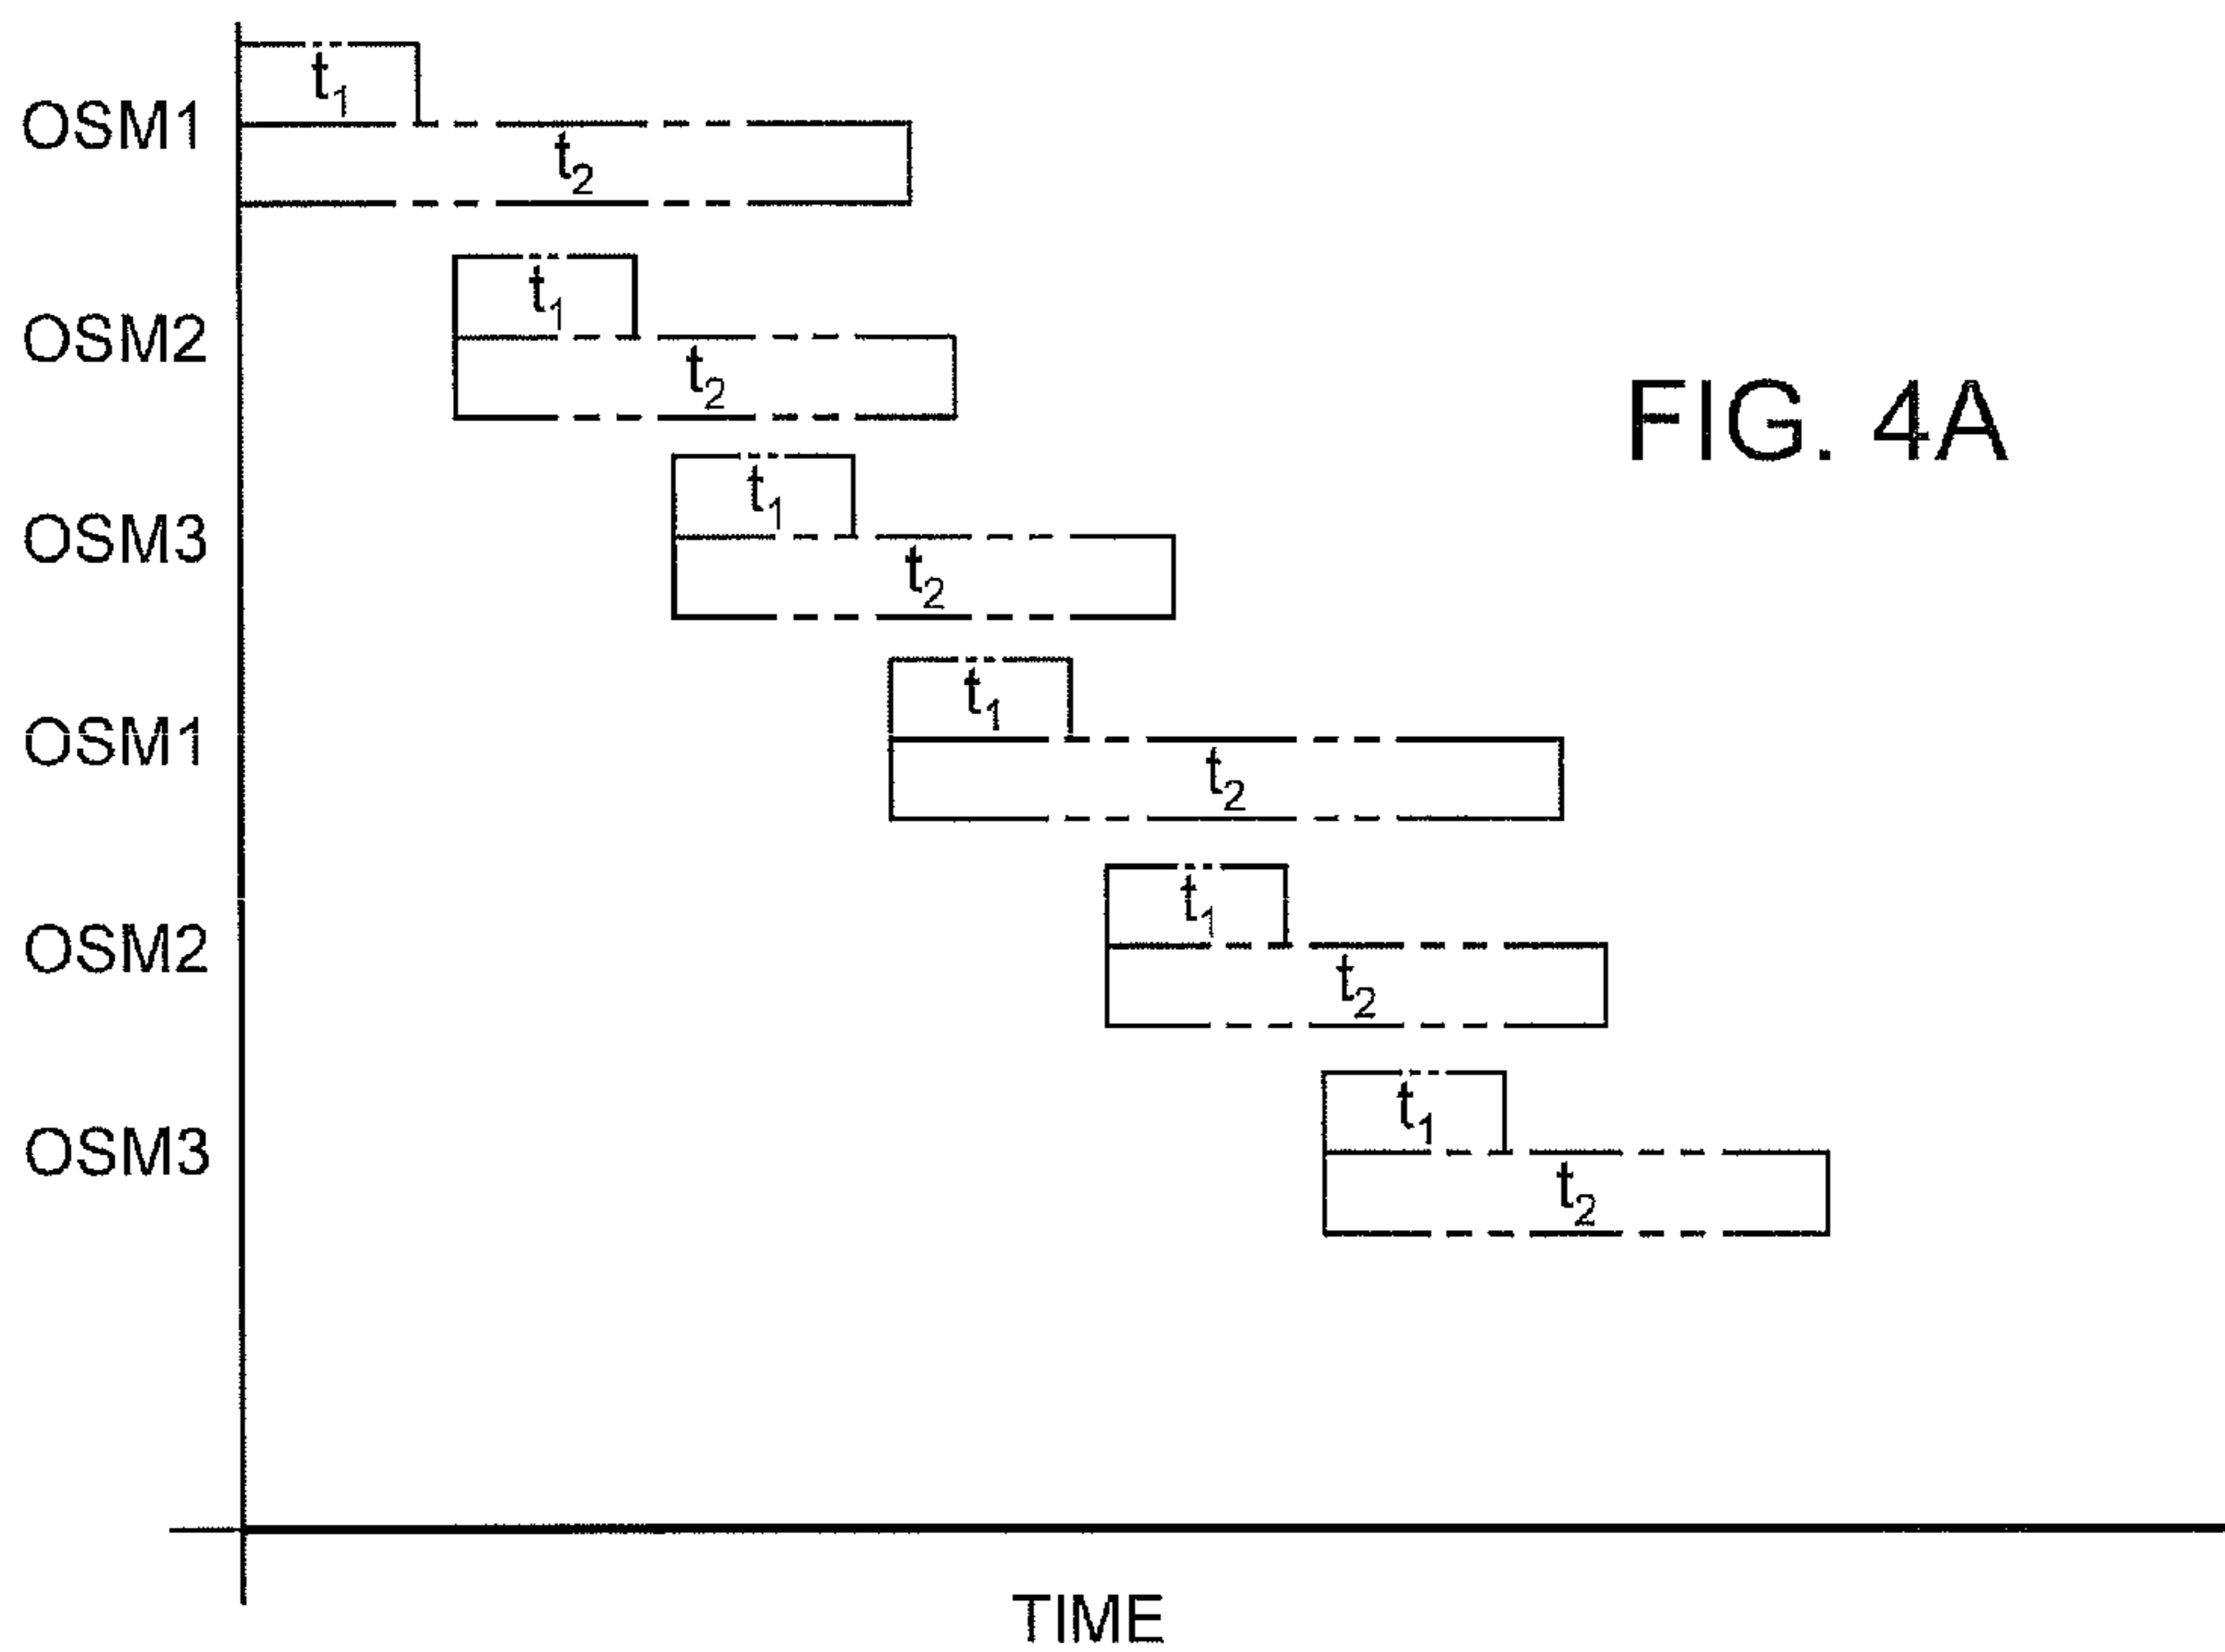 t₁
OSM1
t₂
t₁
OSM2
t₂
FIG. 4A
t₁
OSM3
t₂
t₁
OSM1
t₂
t₁
OSM2
t₂
t₁
OSM3
t₂
TIME